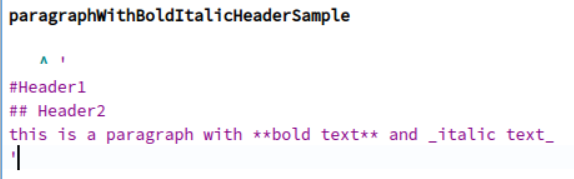 paragraphWithBoldItalicHeaderSample
^ '
#Header1
## Header2
this is a paragraph with **bold text** and _italic text_
'